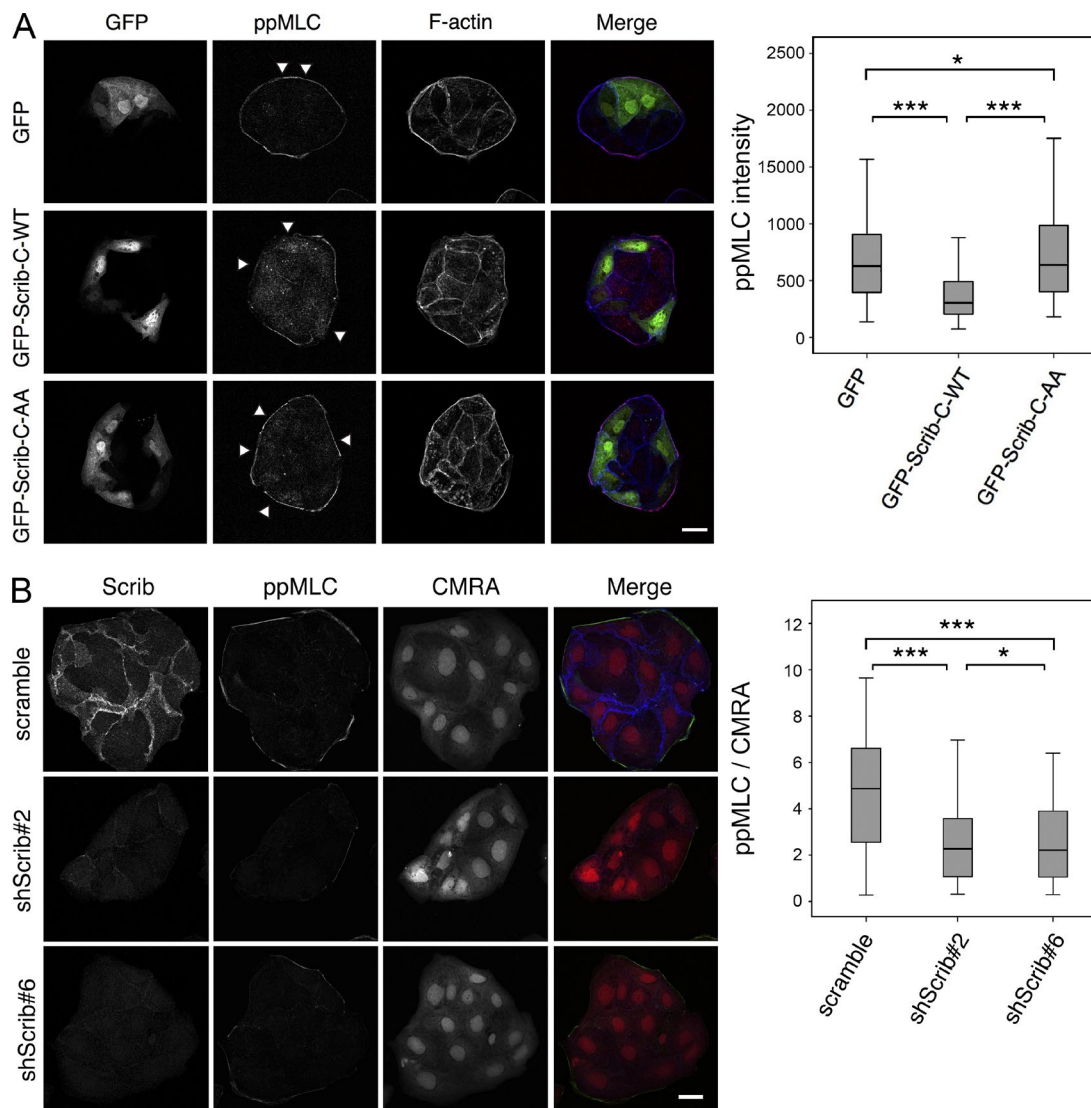 A
GFP ppMLC F-actin Merge
GFP
GFP-Scrib-C-WT
GFP-Scrib-C-AA
ppMLC intensity
2500
2000
1500
1000
500
0
*
*** ***
GFP
GFP-Scrib-C-WT
GFP-Scrib-C-AA
B
Scrib ppMLC CMRA Merge
scramble
shScrib#2
shScrib#6
ppMLC / CMRA
12
10
8
6
4
2
0
***
*** *
scramble
shScrib#2
shScrib#6